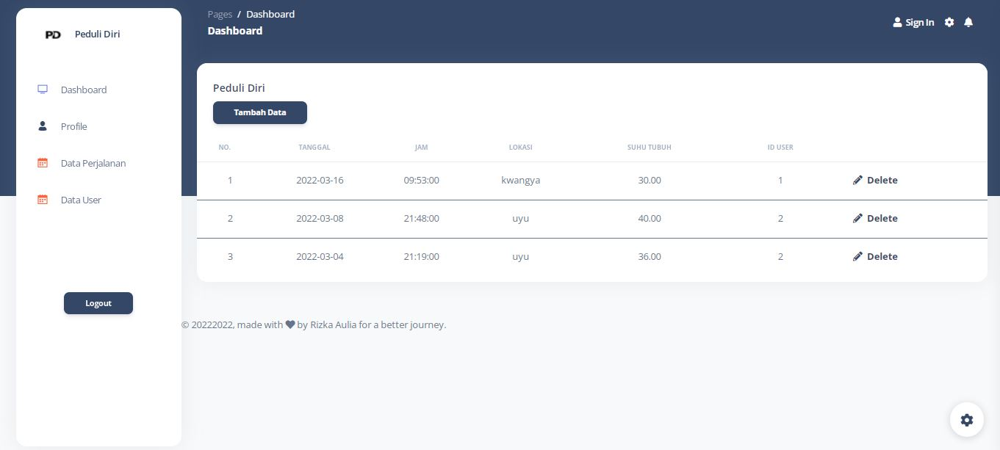 PD Peduli Diri
Dashboard
Profile
Data Perjalanan
Data User
Logout
Pages / Dashboard
Dashboard
Sign In
Peduli Diri
Tambah Data
NO. TANGGAL JAM LOKASI SUHU TUBUH ID USER
1 2022-03-16 09:53:00 kwangya 30.00 1 Delete
2 2022-03-08 21:48:00 uyu 40.00 2 Delete
3 2022-03-04 21:19:00 uyu 36.00 2 Delete
© 20222022, made with ❤ by Rizka Aulia for a better journey.